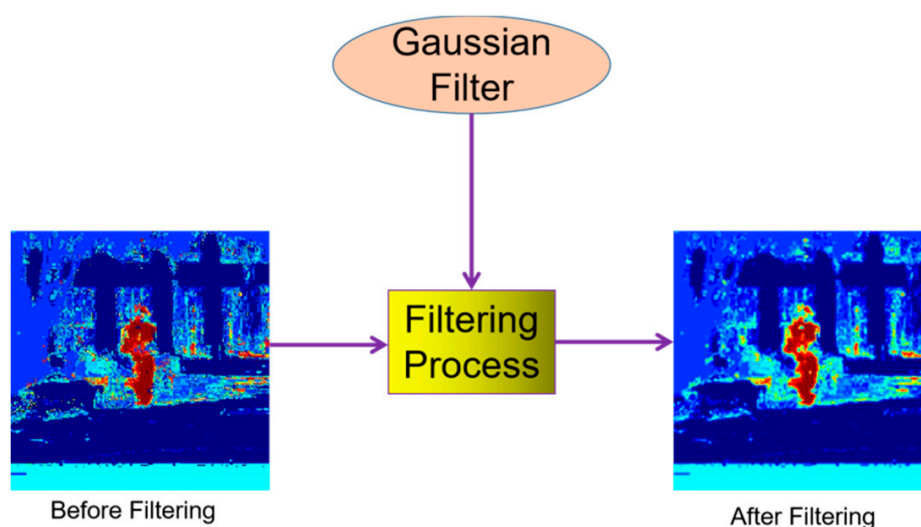 Gaussian
Filter
Filtering
Process
Before Filtering
After Filtering